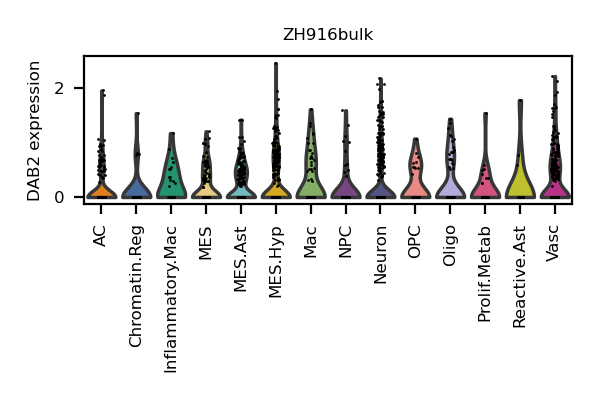 ZH916bulk
DAB2 expression
2
0
AC
Chromatin.Reg
Inflammatory.Mac
MES
MES.Ast
MES.Hyp
Mac
NPC
Neuron
OPC
Oligo
Prolif.Metab
Reactive.Ast
Vasc